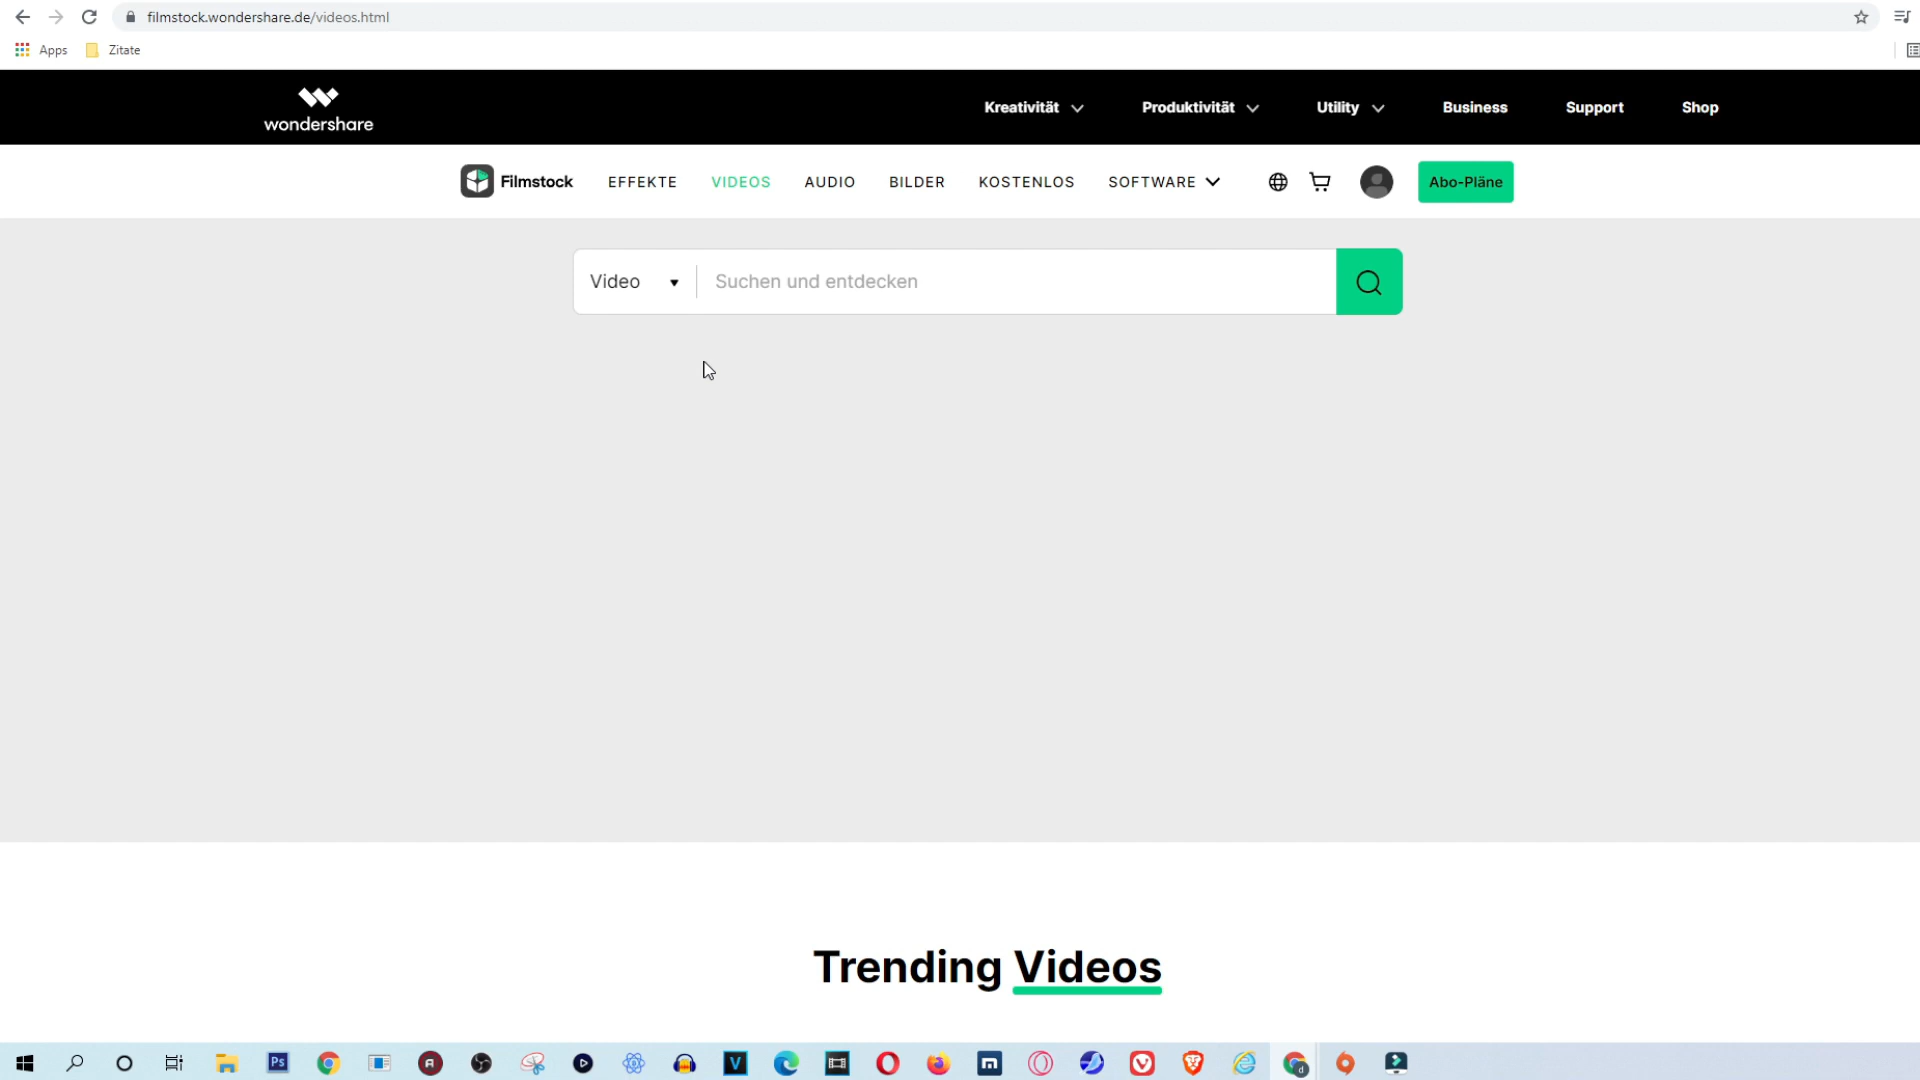 filmstock.wondershare.de/videos.html
Apps Zitate
wondershare
Kreativität Produktivität Utility Business Support Shop
Filmstock EFFEKTE VIDEOS AUDIO BILDER KOSTENLOS SOFTWARE Abo-Pläne
Video Suchen und entdecken
Trending Videos